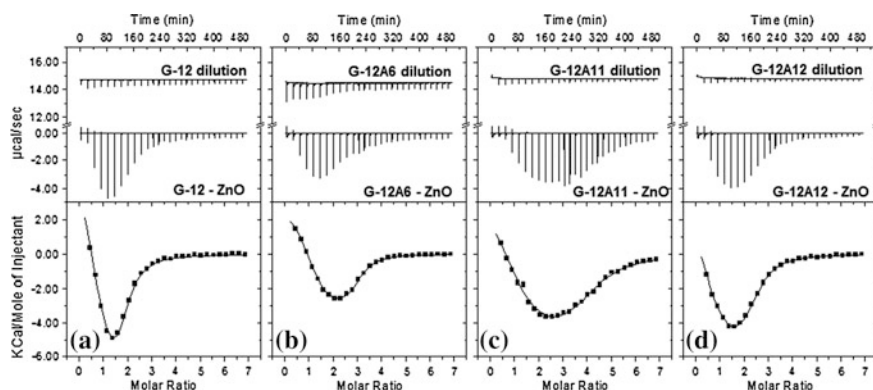 Time (min) Time (min) Time (min) Time (min)
0 80 160 240 320 400 480 0 80 160 240 320 400 480 0 80 160 240 320 400 480 0 80 160 240 320 400 480
G-12 dilution G-12A6 dilution G-12A11 dilution G-12A12 dilution
16.00
14.00
µcal/sec
0.00
-2.00
-4.00
G-12 - ZnO G-12A6 - ZnO G-12A11 - ZnO G-12A12 - ZnO
2.00
KCal/Mole of Injectant
0.00
-2.00
-4.00
-6.00
(a) (b) (c) (d)
0 1 2 3 4 5 6 7 0 1 2 3 4 5 6 7 0 1 2 3 4 5 6 7 0 1 2 3 4 5 6 7
Molar Ratio Molar Ratio Molar Ratio Molar Ratio